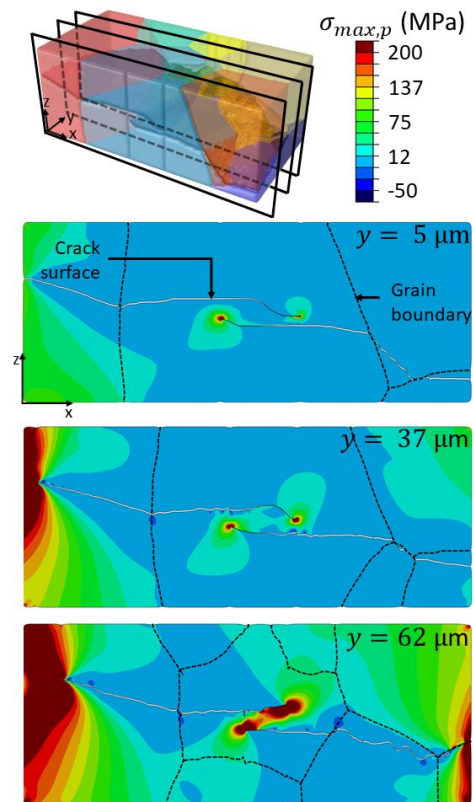 σmax,p (MPa)
200
137
75
12
-50
z
y
x
y = 5 μm
Crack
surface
Grain
boundary
z
x
y = 37 μm
y = 62 μm